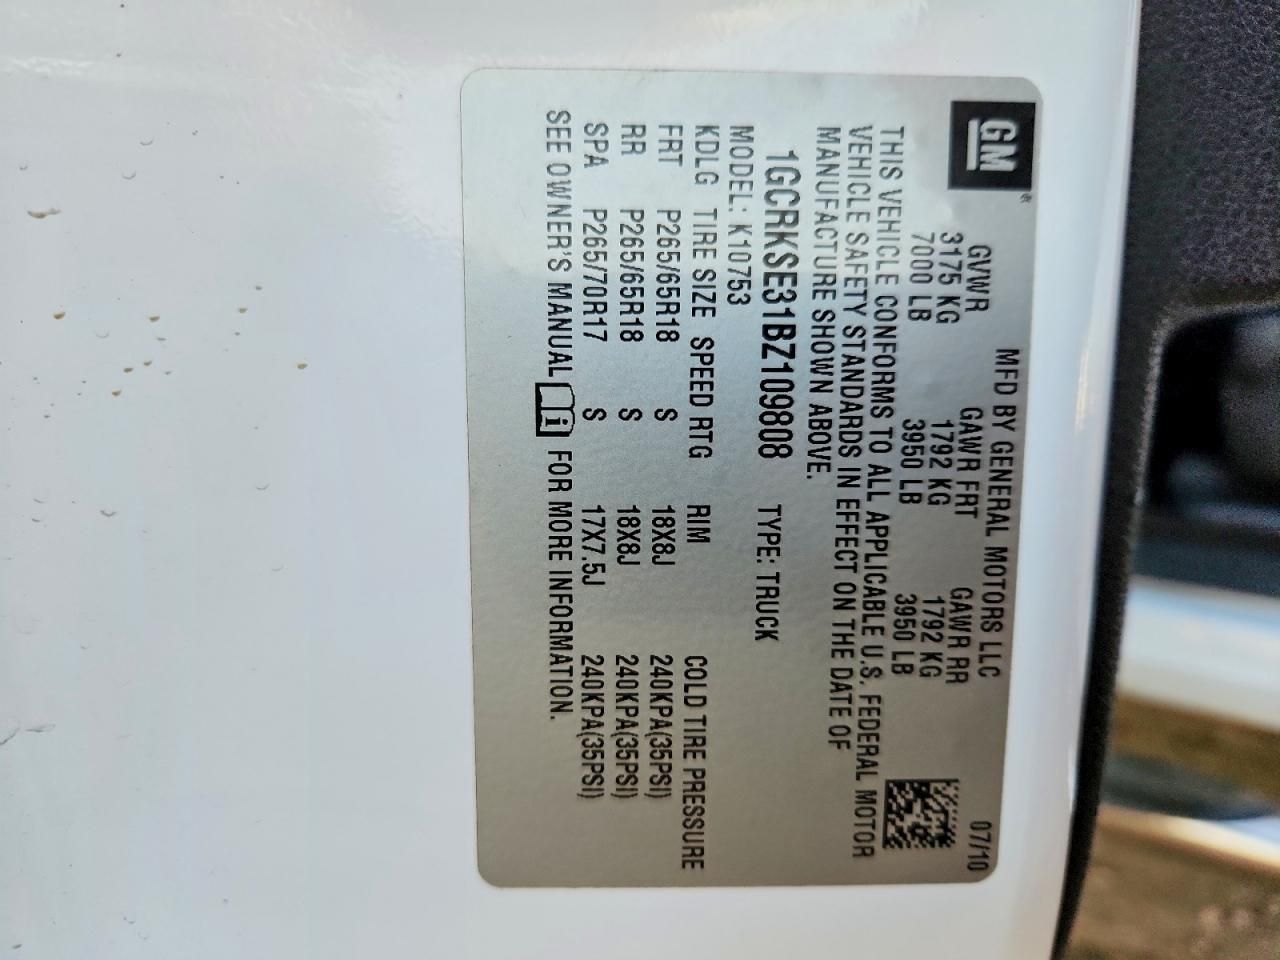 GM®
MFD BY GENERAL MOTORS LLC 07/10
GVWR GAWR FRT GAWR RR
3175 KG 1792 KG 1792 KG
7000 LB 3950 LB 3950 LB
THIS VEHICLE CONFORMS TO ALL APPLICABLE U.S. FEDERAL MOTOR
VEHICLE SAFETY STANDARDS IN EFFECT ON THE DATE OF
MANUFACTURE SHOWN ABOVE.
1GCRKSE31BZ109808 TYPE: TRUCK
MODEL: K10753
KDLG TIRE SIZE SPEED RTG RIM COLD TIRE PRESSURE
FRT P265/65R18 S 18X8J 240KPA(35PSI)
RR P265/65R18 S 18X8J 240KPA(35PSI)
SPA P265/70R17 S 17X7.5J 240KPA(35PSI)
SEE OWNER'S MANUAL i FOR MORE INFORMATION.